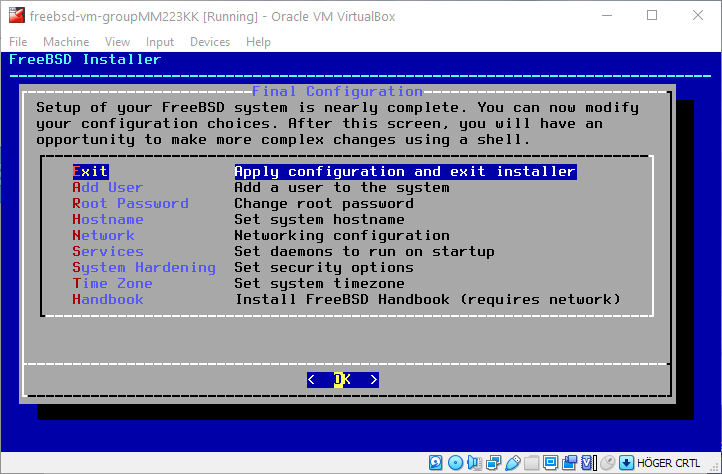 freebsd-vm-groupMM223KK [Running] - Oracle VM VirtualBox
File Machine View Input Devices Help
FreeBSD Installer
Final Configuration
Setup of your FreeBSD system is nearly complete. You can now modify
your configuration choices. After this screen, you will have an
opportunity to make more complex changes using a shell.
Exit Apply configuration and exit installer
Add User Add a user to the system
Root Password Change root password
Hostname Set system hostname
Network Networking configuration
Services Set daemons to run on startup
System Hardening Set security options
Time Zone Set system timezone
Handbook Install FreeBSD Handbook (requires network)
< OK >
HÖGER CRTL